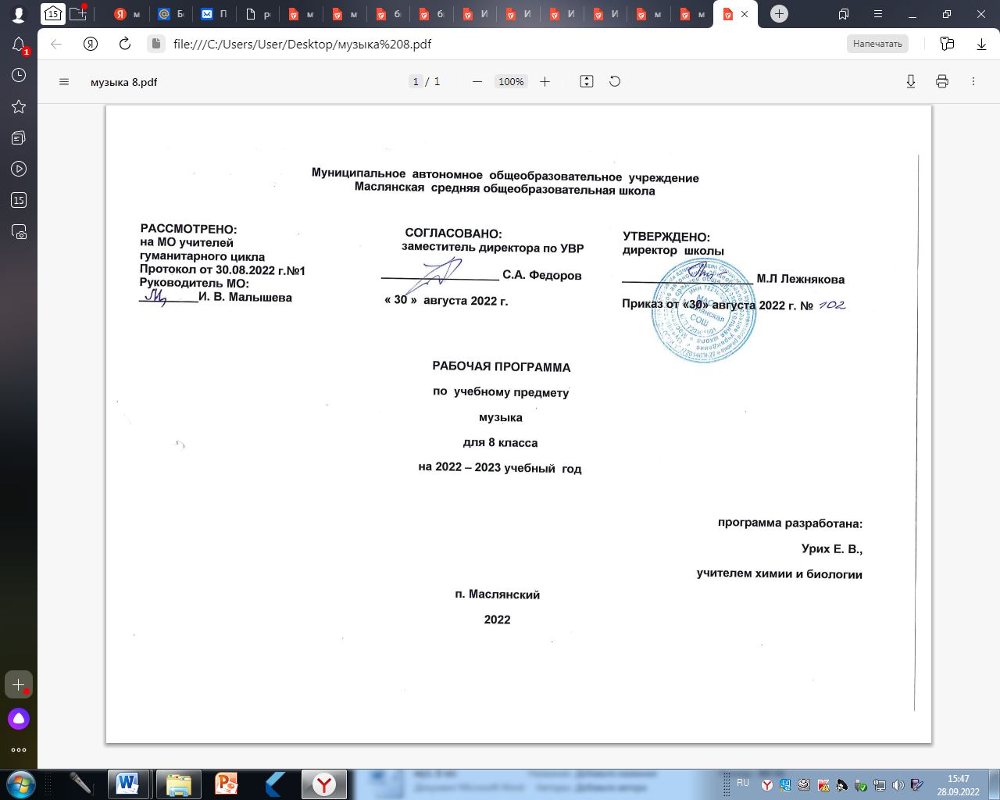 15
м
Б
П
р
м
м
б
б
И
И
И
И
м
м
1
file:///C:/Users/User/Desktop/музыка%208.pdf
Напечатать
музыка 8.pdf
1 / 1
100%
15
Муниципальное автономное общеобразовательное учреждение
Маслянская средняя общеобразовательная школа
РАССМОТРЕНО:
на МО учителей
гуманитарного цикла
Протокол от 30.08.2022 г.№1
Руководитель МО:
И. В. Малышева
СОГЛАСОВАНО:
заместитель директора по УВР
С.А. Федоров
« 30 » августа 2022 г.
УТВЕРЖДЕНО:
директор школы
М.Л Лежнякова
Приказ от «30» августа 2022 г. № 102
СОШ
РАБОЧАЯ ПРОГРАММА
по учебному предмету
музыка
для 8 класса
на 2022 – 2023 учебный год
программа разработана:
Урих Е. В.,
учителем химии и биологии
п. Маслянский
2022
RU
15:47
28.09.2022